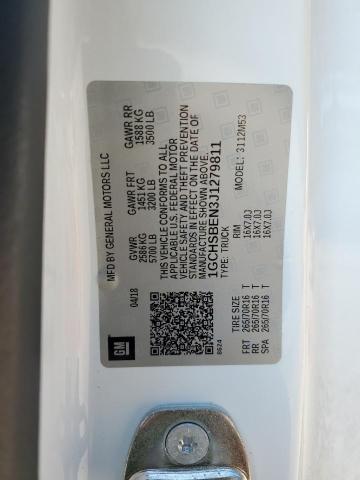 MFD BY GENERAL MOTORS LLC
04/18
GVWR
2586 KG
5700 LB
GAWR FRT
1451 KG
3200 LB
GAWR RR
1588 KG
3500 LB
THIS VEHICLE CONFORMS TO ALL
APPLICABLE U.S. FEDERAL MOTOR
VEHICLE SAFETY AND THEFT PREVENTION
STANDARDS IN EFFECT ON THE DATE OF
MANUFACTURE SHOWN ABOVE.
1GCHSBEN3J1279811
TYPE: TRUCK
MODEL: 3112M53
8624
TIRE SIZE RIM
FRT 265/70R16 T 16X7.0J
RR 265/70R16 T 16X7.0J
SPA 265/70R16 T 16X7.0J
GM